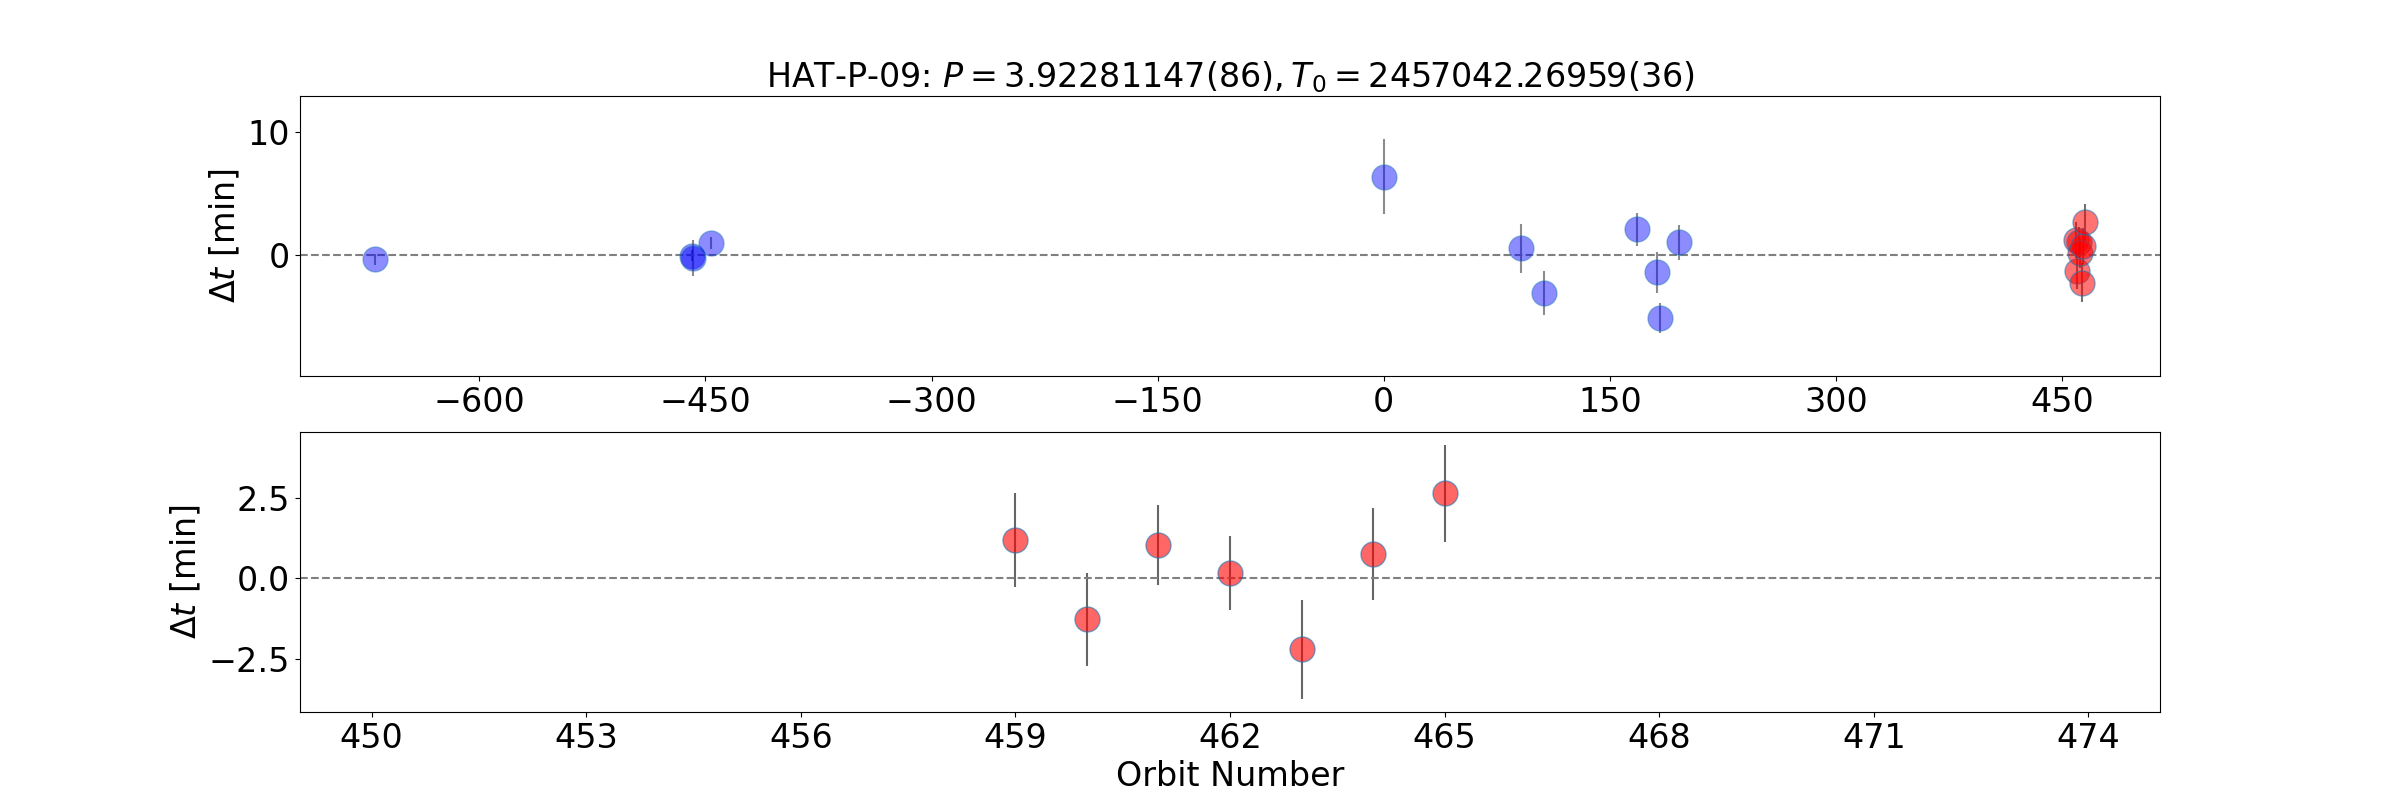 HAT-P-09: P = 3.92281147(86), T₀ = 2457042.26959(36)
10
0
Δt [min]
−600 −450 −300 −150 0 150 300 450
2.5
0.0
−2.5
Δt [min]
450 453 456 459 462 465 468 471 474
Orbit Number